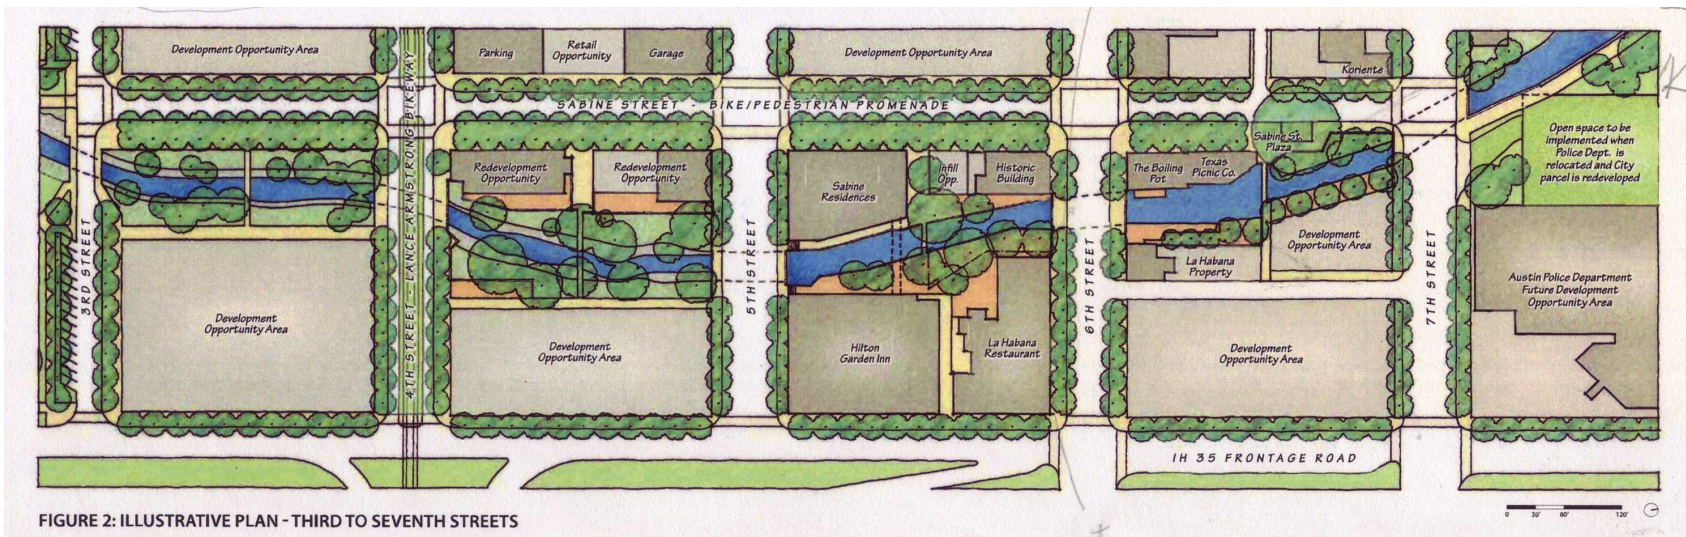 Development Opportunity Area
Parking
Retail
Opportunity
Garage
Development Opportunity Area
Koriente
SABINE STREET - BIKE/PEDESTRIAN PROMENADE
Sabine St.
Plaza
Open space to be
implemented when
Police Dept. is
relocated and City
parcel is redeveloped
Redevelopment
Opportunity
Redevelopment
Opportunity
Sabine
Residences
Infill
Opp.
Historic
Building
The Boiling
Pot
Texas
Picnic Co.
3RD STREET
4TH STREET - LANCE ARMSTRONG BIKEWAY
5TH STREET
6TH STREET
7TH STREET
Development
Opportunity Area
La Habana
Property
Austin Police Department
Future Development
Opportunity Area
Development
Opportunity Area
Development
Opportunity Area
Hilton
Garden Inn
La Habana
Restaurant
Development
Opportunity Area
IH 35 FRONTAGE ROAD
FIGURE 2: ILLUSTRATIVE PLAN - THIRD TO SEVENTH STREETS
0 30' 60' 120'